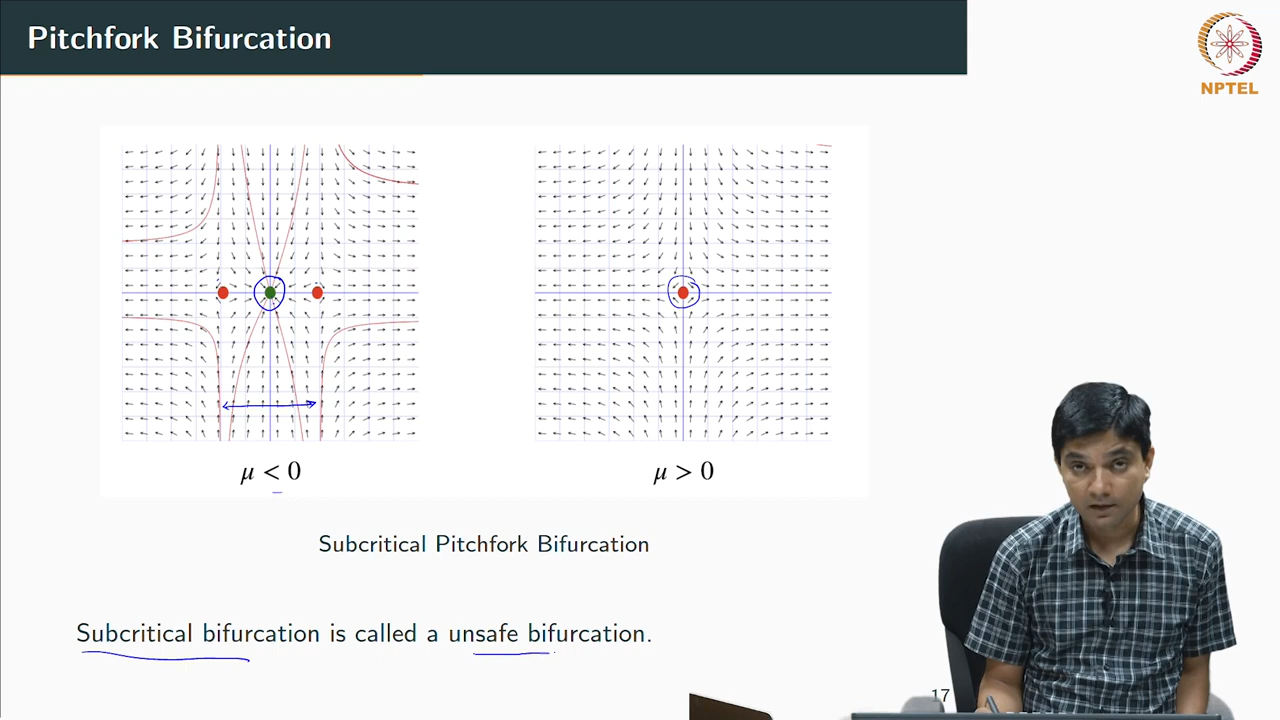 Pitchfork Bifurcation
NPTEL
μ < 0
μ > 0
Subcritical Pitchfork Bifurcation
Subcritical bifurcation is called a unsafe bifurcation.
17